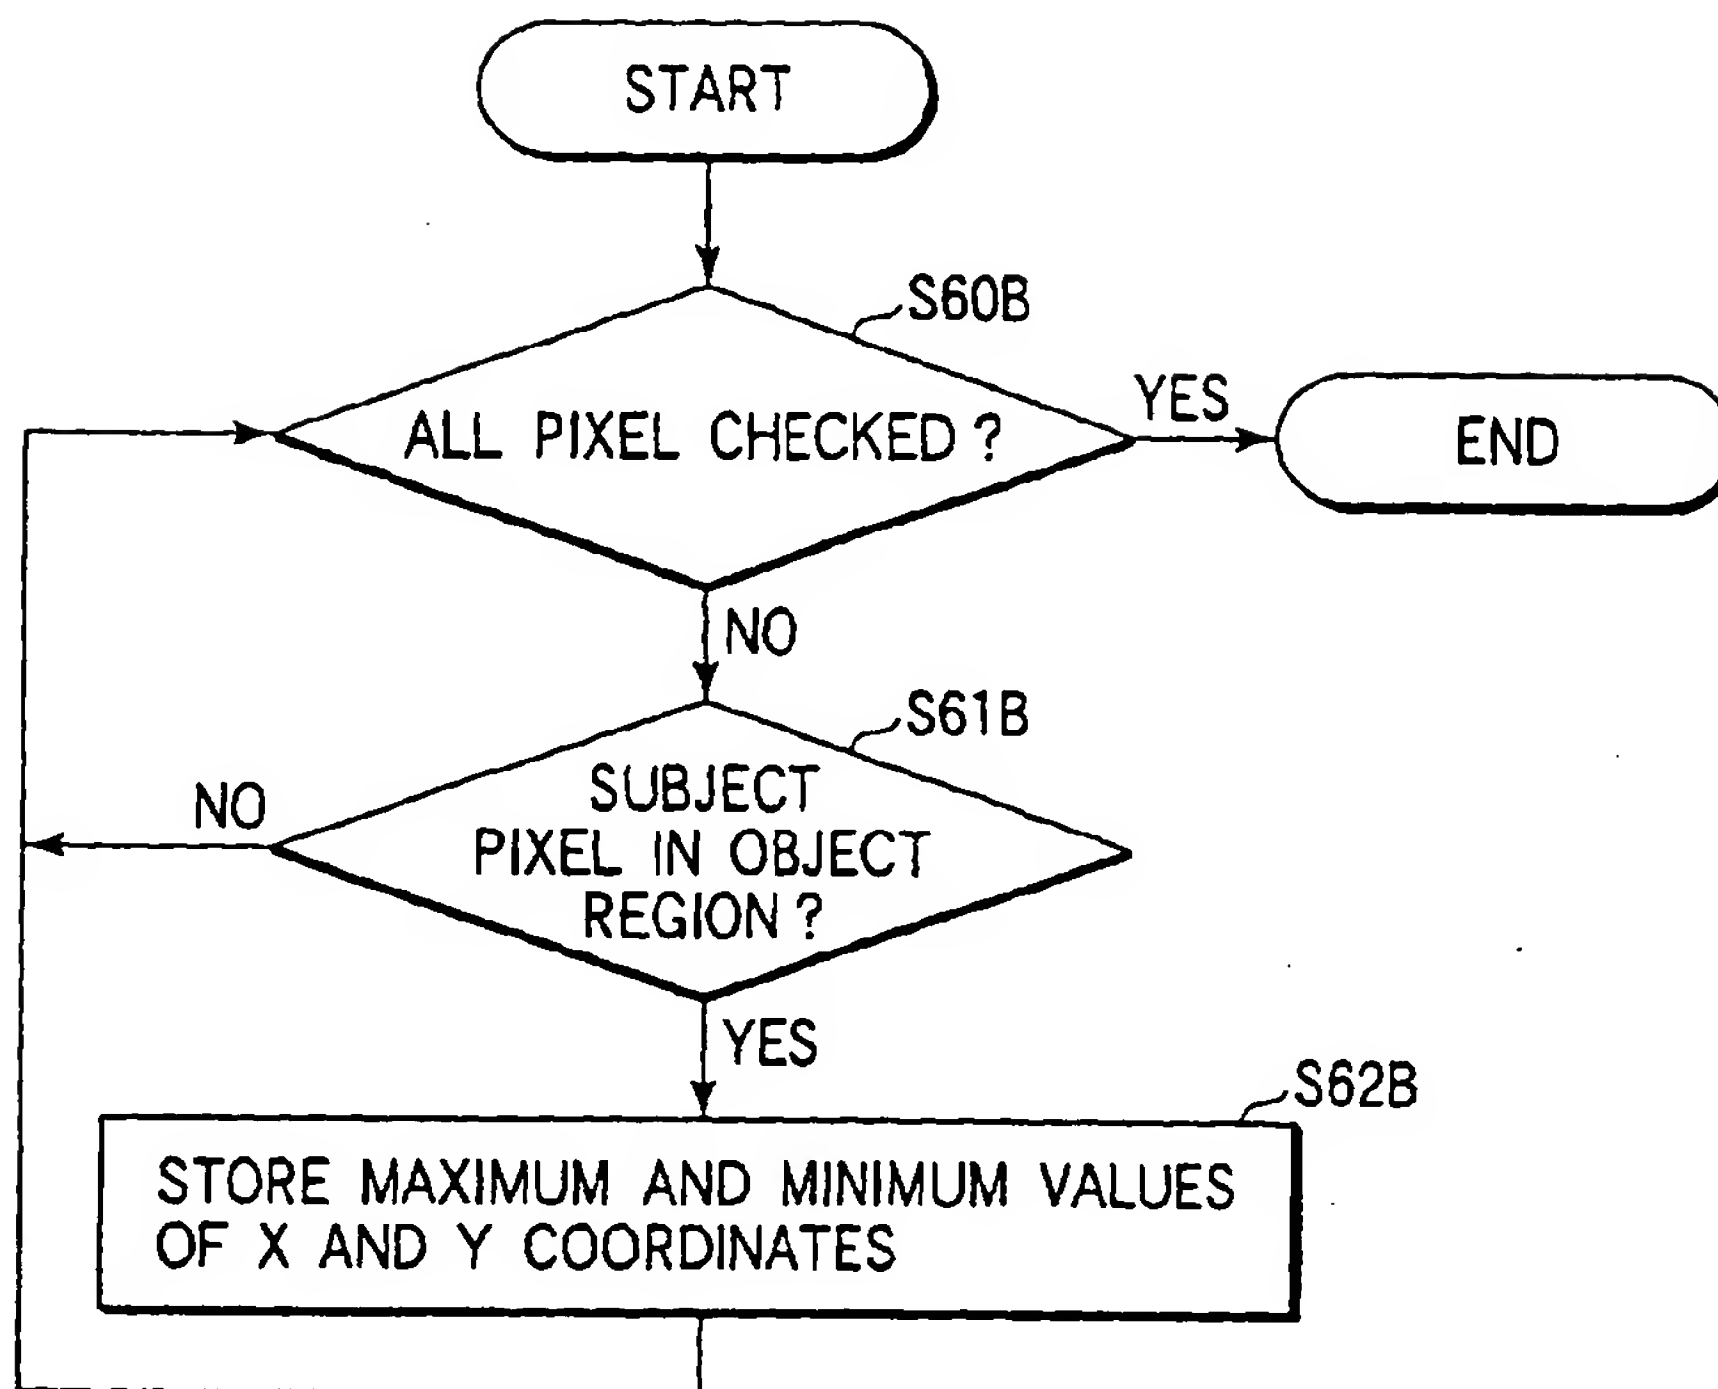 START
S60B
ALL PIXEL CHECKED ?
YES
END
NO
S61B
SUBJECT
PIXEL IN OBJECT
REGION ?
NO
YES
S62B
STORE MAXIMUM AND MINIMUM VALUES
OF X AND Y COORDINATES